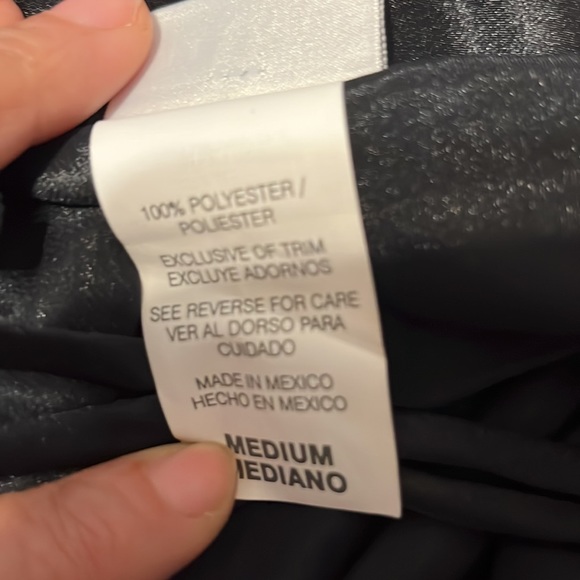 100% POLYESTER /
POLIESTER
EXCLUSIVE OF TRIM
EXCLUYE ADORNOS
SEE REVERSE FOR CARE
VER AL DORSO PARA
CUIDADO
MADE IN MEXICO
HECHO EN MEXICO
MEDIUM
MEDIANO